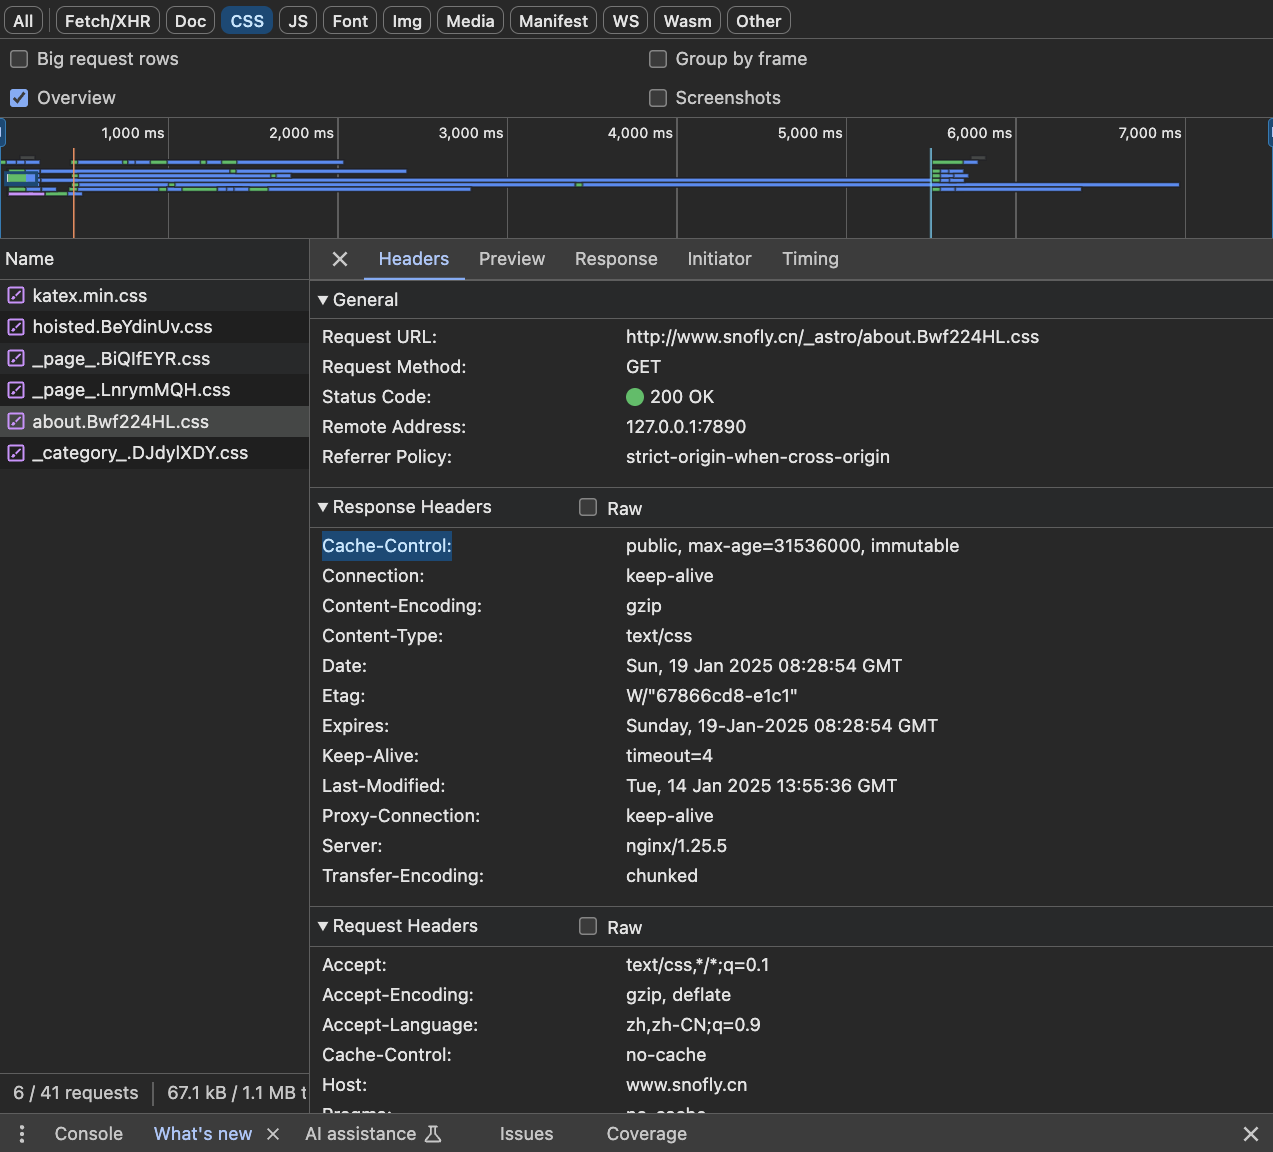 All Fetch/XHR Doc CSS JS Font Img Media Manifest WS Wasm Other
Big request rows Group by frame
Overview Screenshots
1,000 ms 2,000 ms 3,000 ms 4,000 ms 5,000 ms 6,000 ms 7,000 ms
Name
katex.min.css
hoisted.BeYdinUv.css
_page_.BiQIfEYR.css
_page_.LnrymMQH.css
about.Bwf224HL.css
_category_.DJdylXDY.css
Headers Preview Response Initiator Timing
General
Request URL: http://www.snofly.cn/_astro/about.Bwf224HL.css
Request Method: GET
Status Code: 200 OK
Remote Address: 127.0.0.1:7890
Referrer Policy: strict-origin-when-cross-origin
Response Headers Raw
Cache-Control: public, max-age=31536000, immutable
Connection: keep-alive
Content-Encoding: gzip
Content-Type: text/css
Date: Sun, 19 Jan 2025 08:28:54 GMT
Etag: W/"67866cd8-e1c1"
Expires: Sunday, 19-Jan-2025 08:28:54 GMT
Keep-Alive: timeout=4
Last-Modified: Tue, 14 Jan 2025 13:55:36 GMT
Proxy-Connection: keep-alive
Server: nginx/1.25.5
Transfer-Encoding: chunked
Request Headers Raw
Accept: text/css,*/*;q=0.1
Accept-Encoding: gzip, deflate
Accept-Language: zh,zh-CN;q=0.9
Cache-Control: no-cache
Host: www.snofly.cn
Pragma: no-cache
6 / 41 requests 67.1 kB / 1.1 MB t
Console What's new AI assistance Issues Coverage